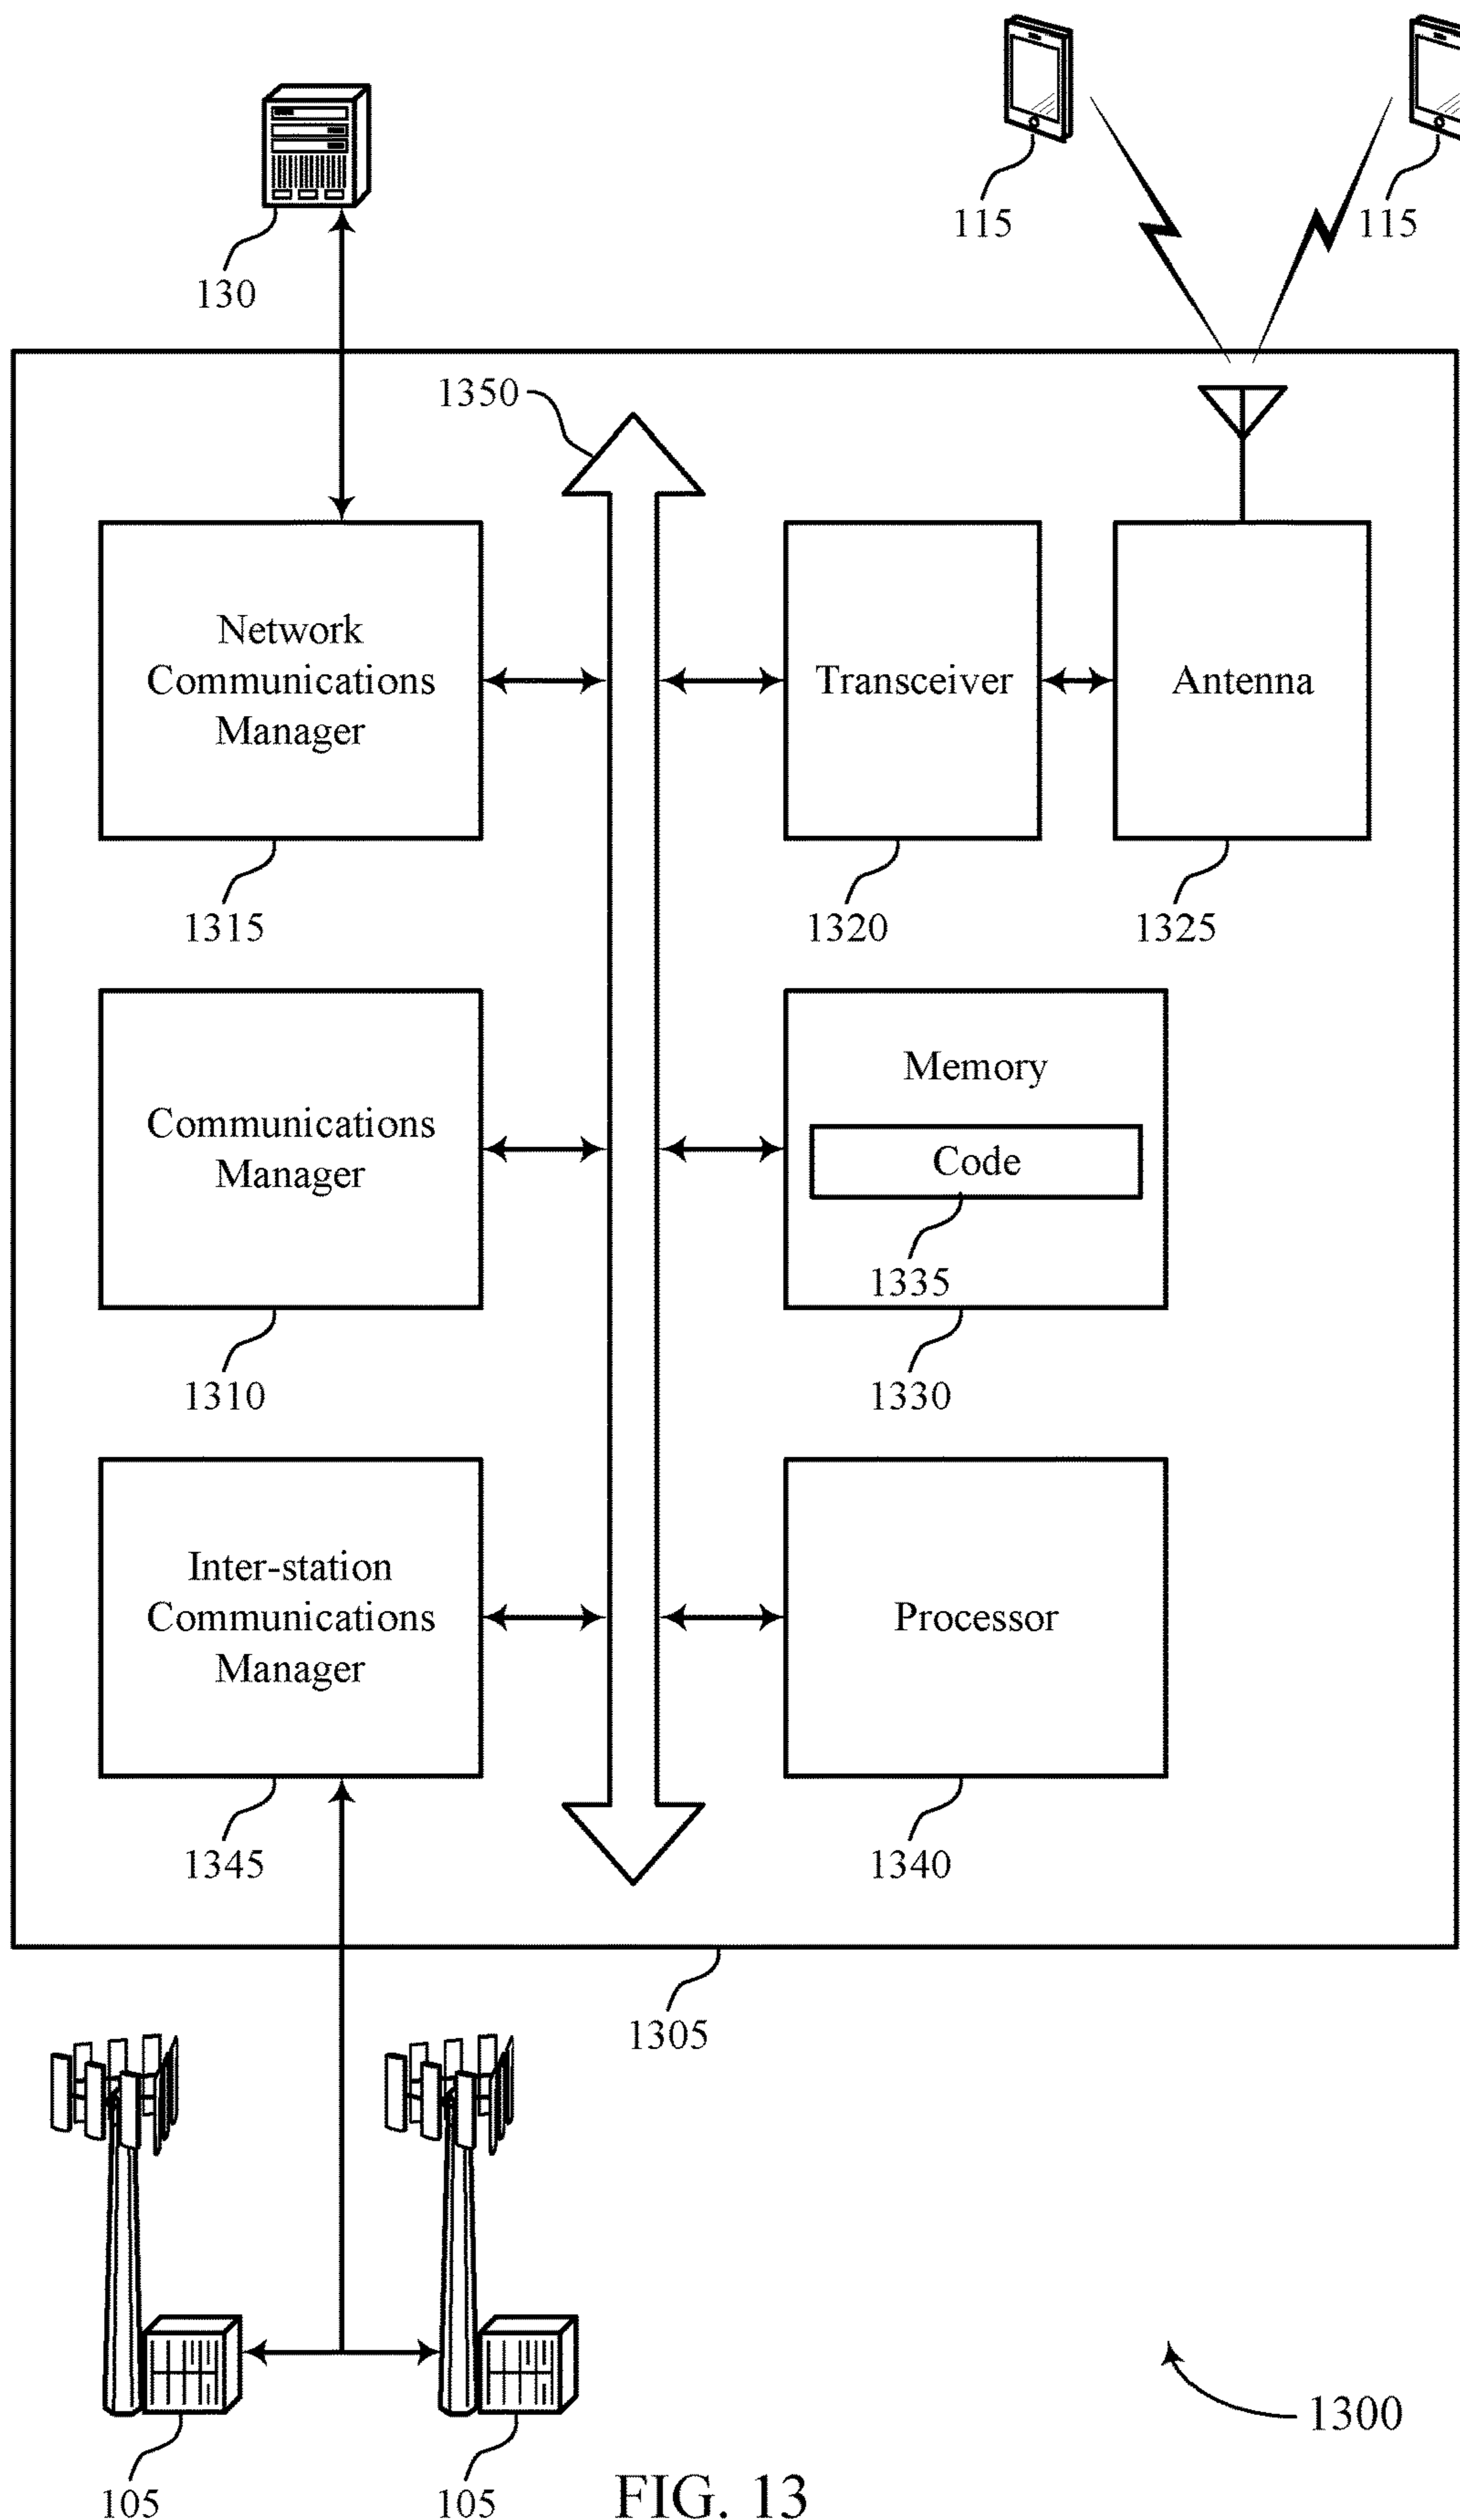 115
115
130
1350
Network
Communications
Manager
Transceiver
Antenna
1315
1320
1325
Communications
Manager
Memory
Code
1335
1310
1330
Inter-station
Communications
Manager
Processor
1345
1340
1305
1300
105
105
FIG. 13